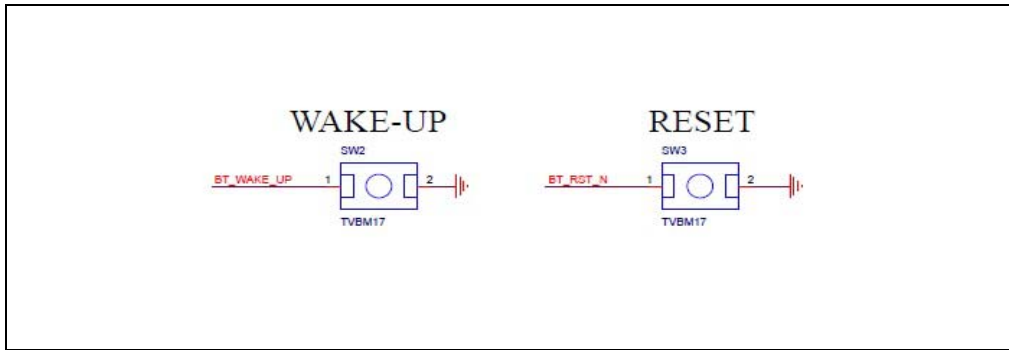 WAKE-UP
SW2
BT_WAKE_UP 1 2
TVBM17
RESET
SW3
BT_RST_N 1 2
TVBM17